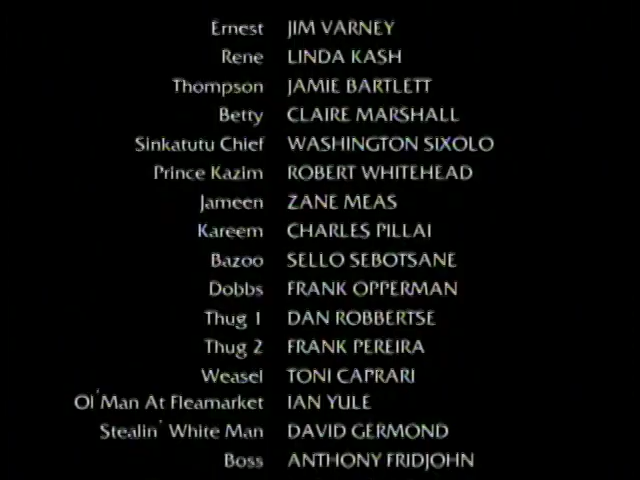 Ernest JIM VARNEY
Rene LINDA KASH
Thompson JAMIE BARTLETT
Betty CLAIRE MARSHALL
Sinkatutu Chief WASHINGTON SIXOLO
Prince Kazim ROBERT WHITEHEAD
Jameen ZANE MEAS
Kareem CHARLES PILLAI
Bazoo SELLO SEBOTSANE
Dobbs FRANK OPPERMAN
Thug 1 DAN ROBBERTSE
Thug 2 FRANK PEREIRA
Weasel TONI CAPRARI
Ol'Man At Fleamarket IAN YULE
Stealin' White Man DAVID GERMOND
Boss ANTHONY FRIDJOHN